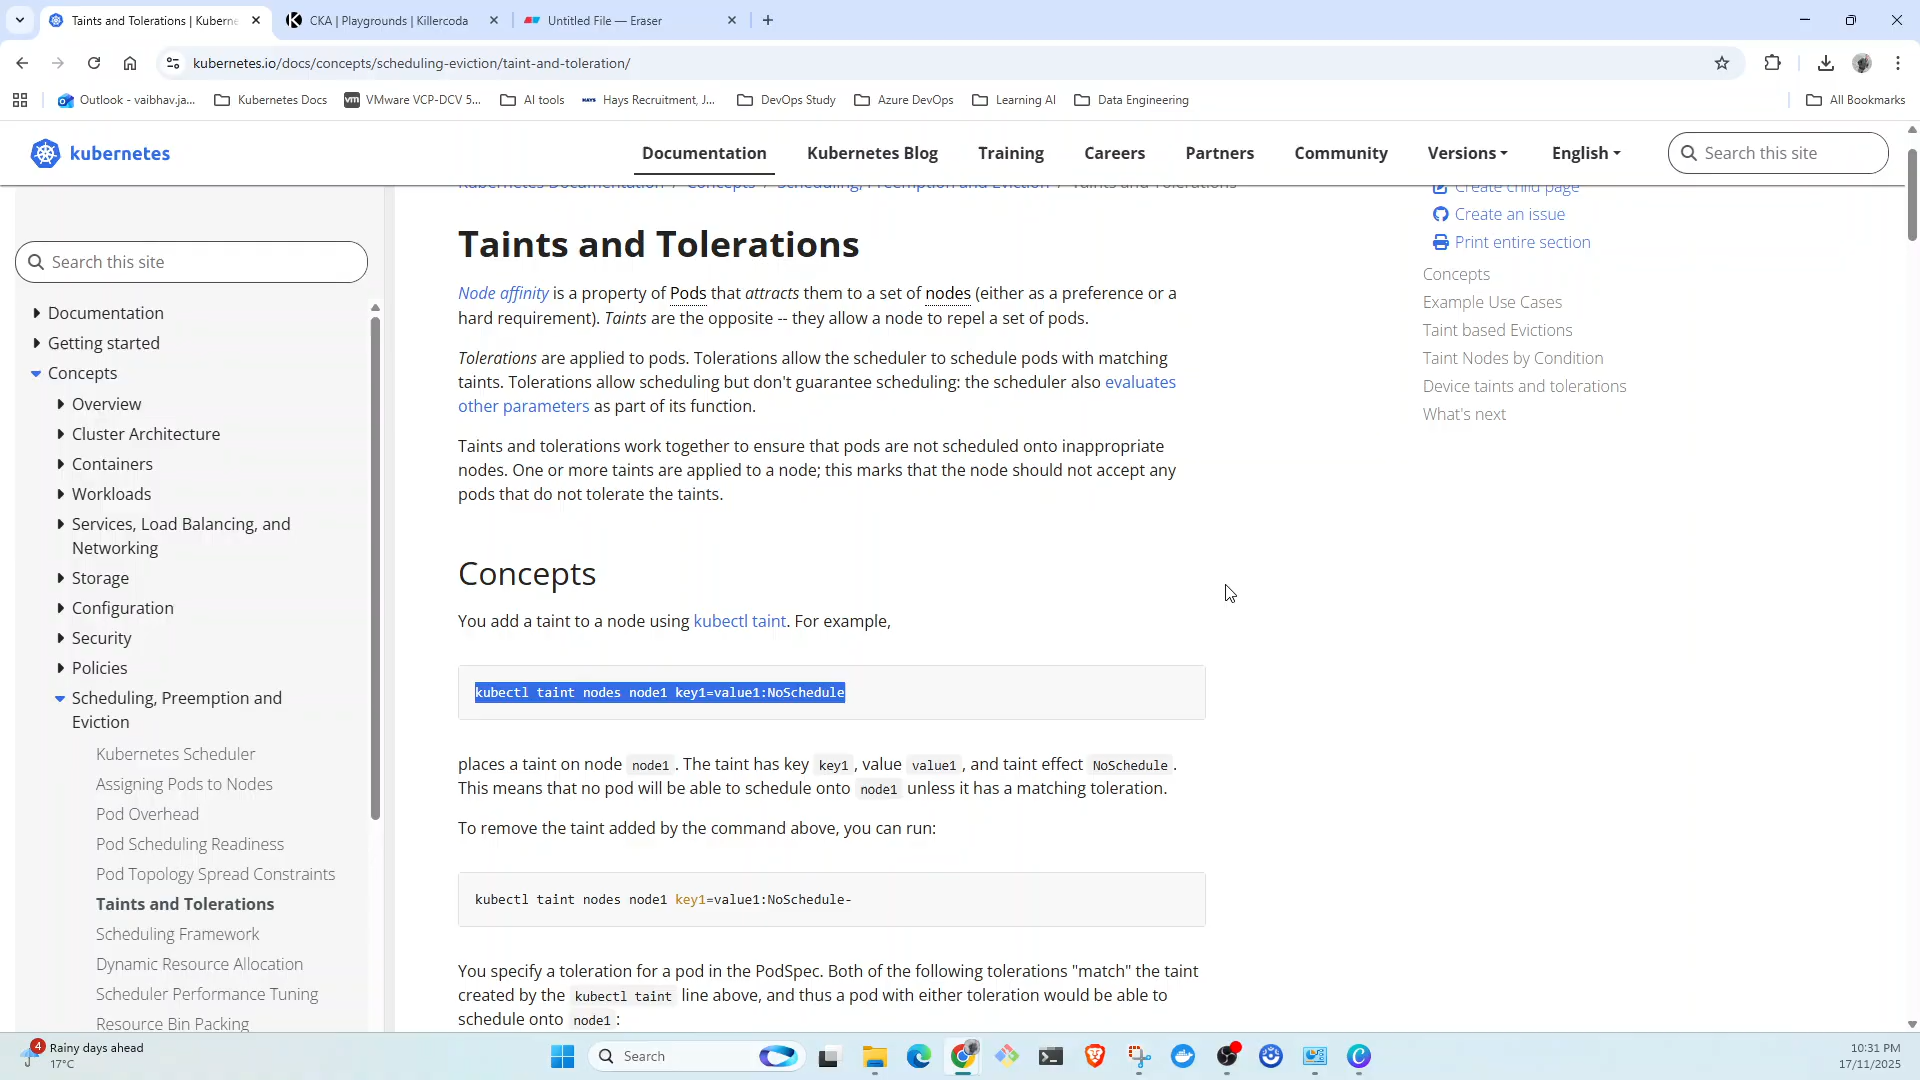 Taints and Tolerations | Kuberne
CKA | Playgrounds | Killercoda
Untitled File — Eraser
kubernetes.io/docs/concepts/scheduling-eviction/taint-and-toleration/
Outlook - vaibhav.ja...
Kubernetes Docs
VMware VCP-DCV 5...
AI tools
Hays Recruitment, J...
DevOps Study
Azure DevOps
Learning AI
Data Engineering
All Bookmarks
kubernetes
Documentation
Kubernetes Blog
Training
Careers
Partners
Community
Versions
English
Search this site
Search this site
Documentation
Getting started
Concepts
Overview
Cluster Architecture
Containers
Workloads
Services, Load Balancing, and
Networking
Storage
Configuration
Security
Policies
Scheduling, Preemption and
Eviction
Kubernetes Scheduler
Assigning Pods to Nodes
Pod Overhead
Pod Scheduling Readiness
Pod Topology Spread Constraints
Taints and Tolerations
Scheduling Framework
Dynamic Resource Allocation
Scheduler Performance Tuning
Resource Bin Packing
Kubernetes Documentation / Concepts / Scheduling, Preemption and Eviction / Taints and Tolerations
Taints and Tolerations
Node affinity is a property of Pods that attracts them to a set of nodes (either as a preference or a
hard requirement). Taints are the opposite -- they allow a node to repel a set of pods.
Tolerations are applied to pods. Tolerations allow the scheduler to schedule pods with matching
taints. Tolerations allow scheduling but don't guarantee scheduling: the scheduler also evaluates
other parameters as part of its function.
Taints and tolerations work together to ensure that pods are not scheduled onto inappropriate
nodes. One or more taints are applied to a node; this marks that the node should not accept any
pods that do not tolerate the taints.
Concepts
You add a taint to a node using kubectl taint. For example,
kubectl taint nodes node1 key1=value1:NoSchedule
places a taint on node node1. The taint has key key1, value value1, and taint effect NoSchedule.
This means that no pod will be able to schedule onto node1 unless it has a matching toleration.
To remove the taint added by the command above, you can run:
kubectl taint nodes node1 key1=value1:NoSchedule-
You specify a toleration for a pod in the PodSpec. Both of the following tolerations "match" the taint
created by the kubectl taint line above, and thus a pod with either toleration would be able to
schedule onto node1:
Create child page
Create an issue
Print entire section
Concepts
Example Use Cases
Taint based Evictions
Taint Nodes by Condition
Device taints and tolerations
What's next
4
Rainy days ahead
17°C
Search
10:31 PM
17/11/2025